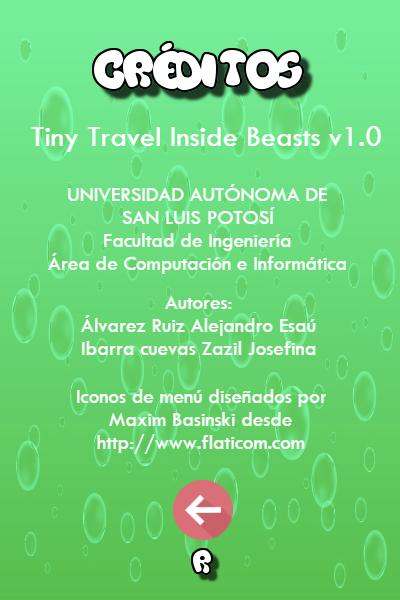 CRÉDITOS
Tiny Travel Inside Beasts v1.0
UNIVERSIDAD AUTÓNOMA DE
SAN LUIS POTOSÍ
Facultad de Ingeniería
Área de Computación e Informática
Autores:
Álvarez Ruiz Alejandro Esaú
Ibarra cuevas Zazil Josefina
Iconos de menú diseñados por
Maxim Basinski desde
http://www.flaticom.com
R